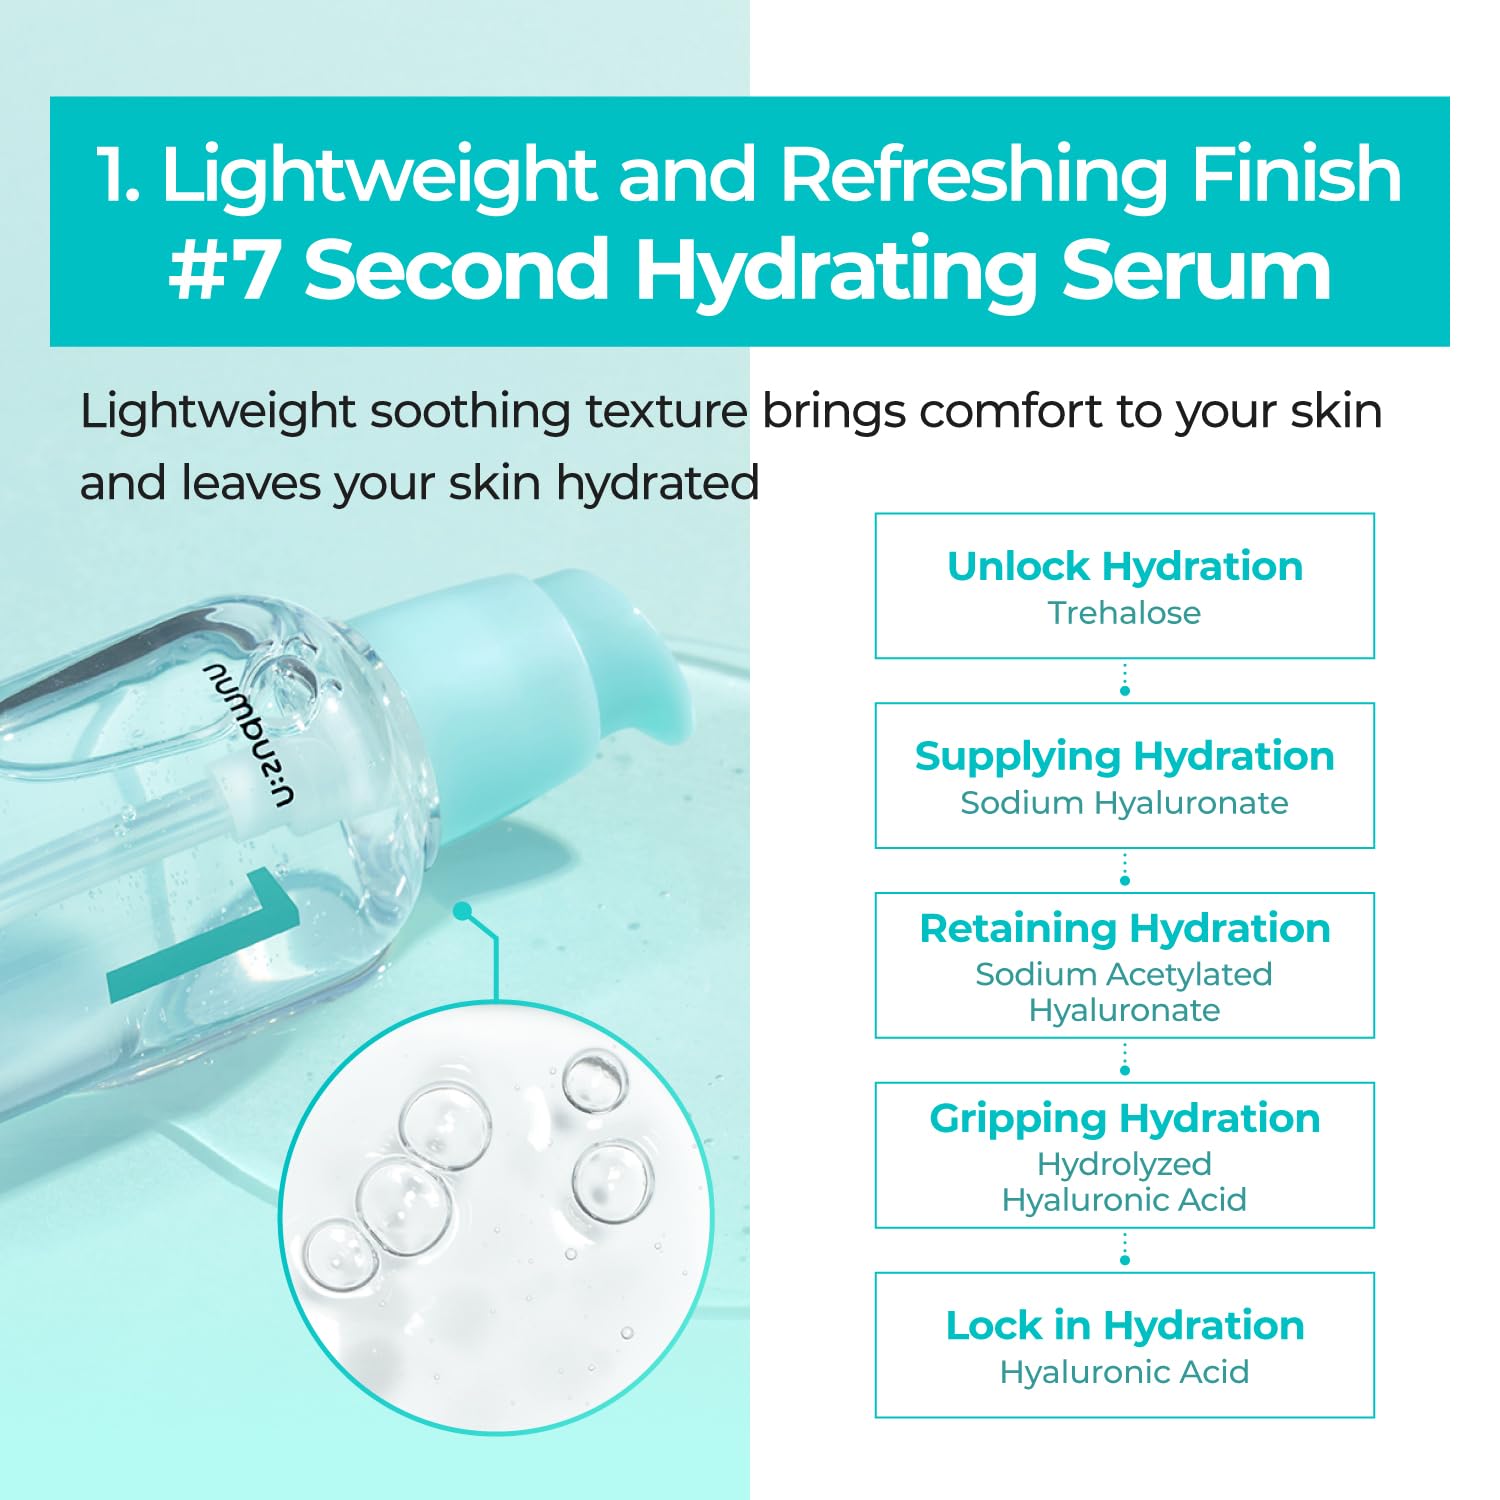 1. Lightweight and Refreshing Finish
#7 Second Hydrating Serum
Lightweight soothing texture brings comfort to your skin
and leaves your skin hydrated
numbuz:n
1
Unlock Hydration
Trehalose
Supplying Hydration
Sodium Hyaluronate
Retaining Hydration
Sodium Acetylated
Hyaluronate
Gripping Hydration
Hydrolyzed
Hyaluronic Acid
Lock in Hydration
Hyaluronic Acid